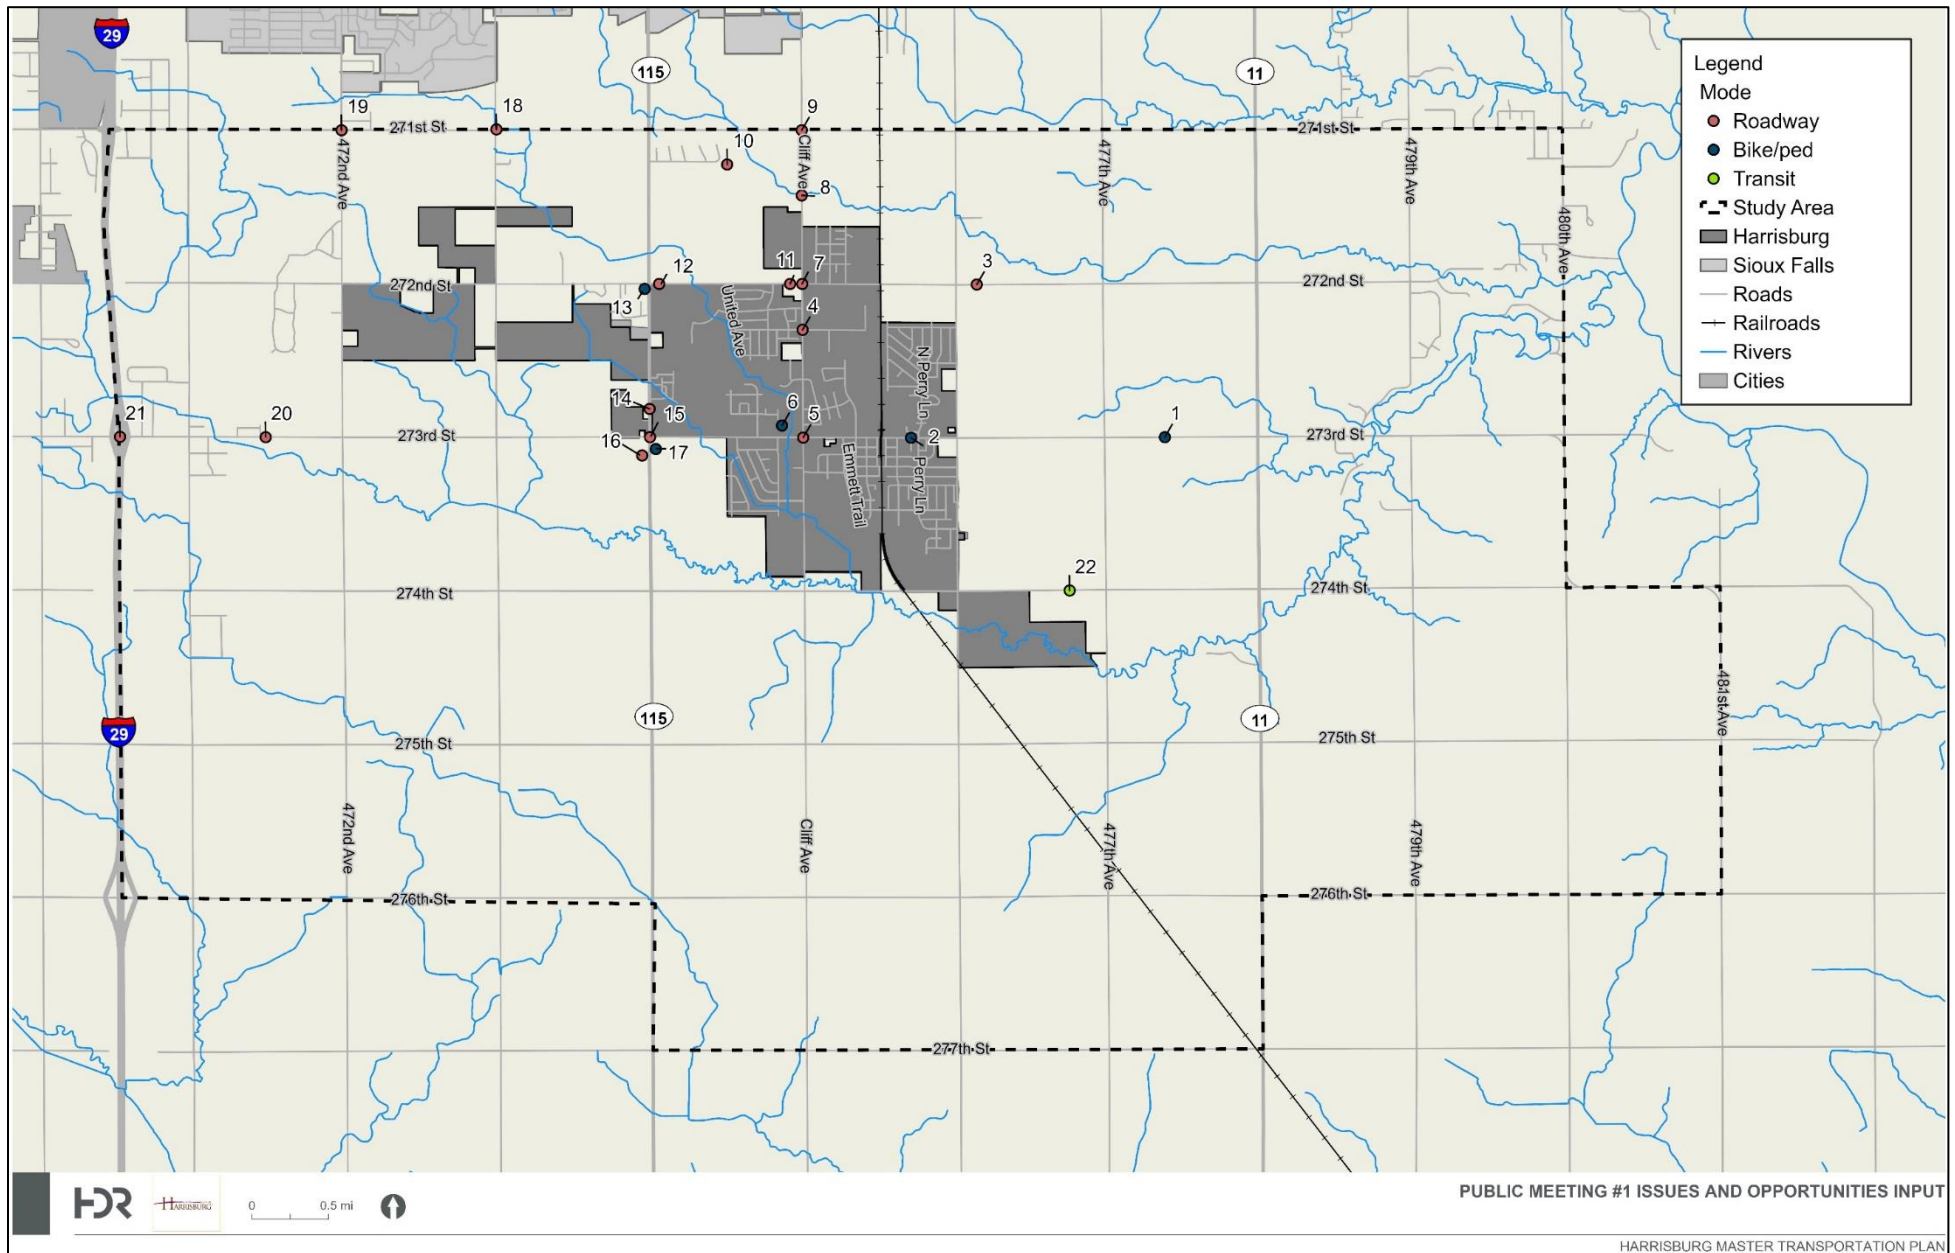 29
115
11
Legend
Mode
Roadway
Bike/ped
Transit
Study Area
Harrisburg
Sioux Falls
Roads
Railroads
Rivers
Cities
19
18
9
271st St
271st St
10
472nd Ave
Cliff Ave
477th Ave
479th Ave
8
480th Ave
12
11
7
3
272nd St
272nd St
13
United Ave
4
N Perry Ln
14
15
6
5
1
21
20
273rd St
16
17
2
273rd St
Emmett Trail
Perry Ln
22
274th St
274th St
481st Ave
29
115
11
275th St
275th St
472nd Ave
Cliff Ave
477th Ave
479th Ave
276th St
276th St
277th St
HDR
HARRISBURG
0 0.5 mi
PUBLIC MEETING #1 ISSUES AND OPPORTUNITIES INPUT
HARRISBURG MASTER TRANSPORTATION PLAN